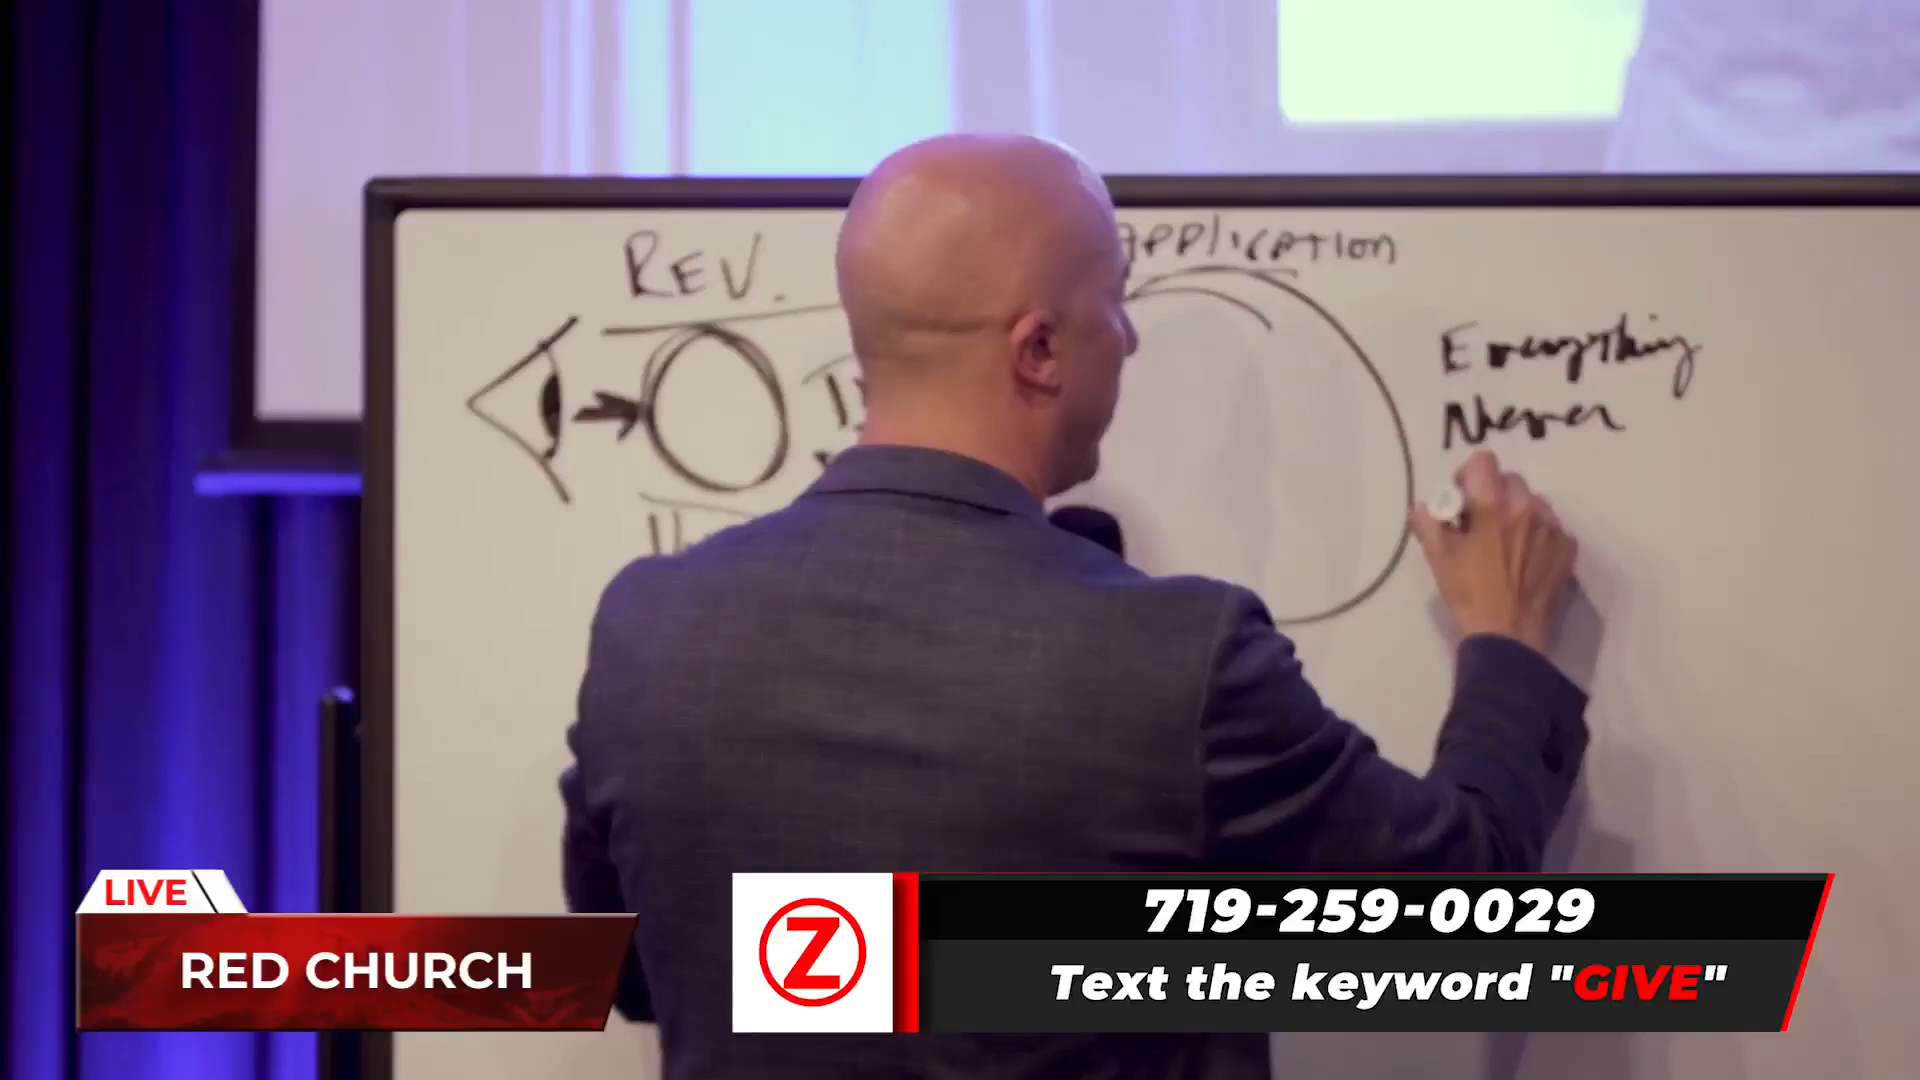 REV.
Application
Everything
Never
LIVE
RED CHURCH
Z
719-259-0029
Text the keyword "GIVE"